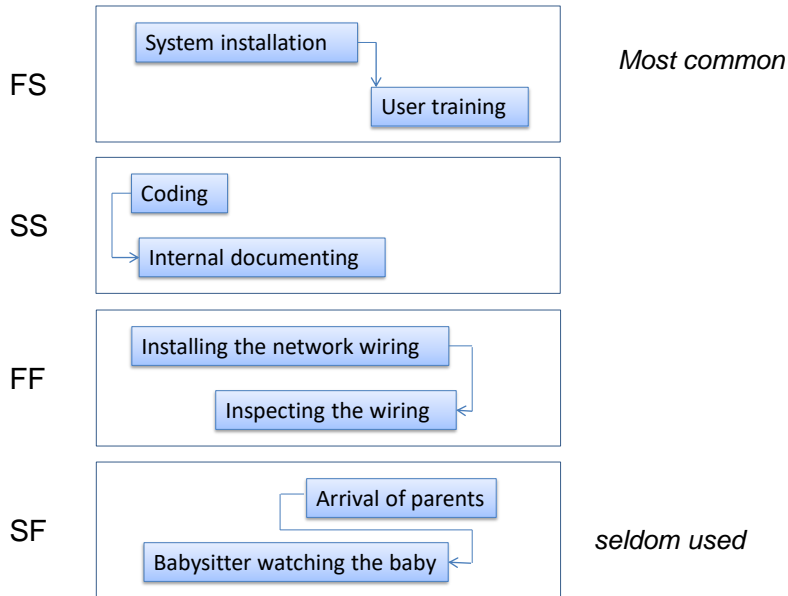 FS
System installation
User training
Most common
SS
Coding
Internal documenting
FF
Installing the network wiring
Inspecting the wiring
SF
Arrival of parents
Babysitter watching the baby
seldom used